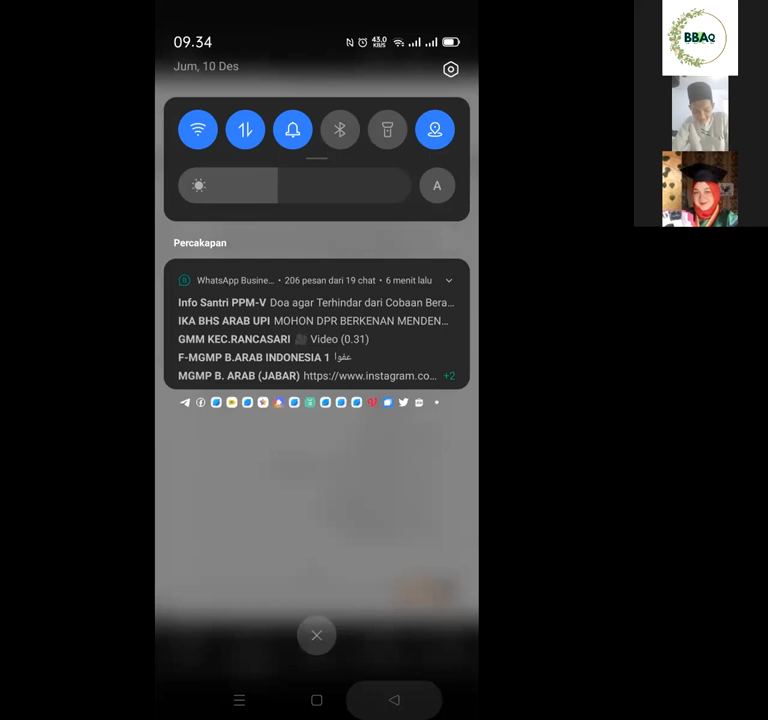 09.34
43.0
KB/S
Jum, 10 Des
A
Percakapan
WhatsApp Busine... • 206 pesan dari 19 chat • 6 menit lalu
Info Santri PPM-V Doa agar Terhindar dari Cobaan Bera...
IKA BHS ARAB UPI MOHON DPR BERKENAN MENDEN...
GMM KEC.RANCASARI Video (0.31)
F-MGMP B.ARAB INDONESIA 1 عفوا
MGMP B. ARAB (JABAR) https://www.instagram.co... +2
BBAQ